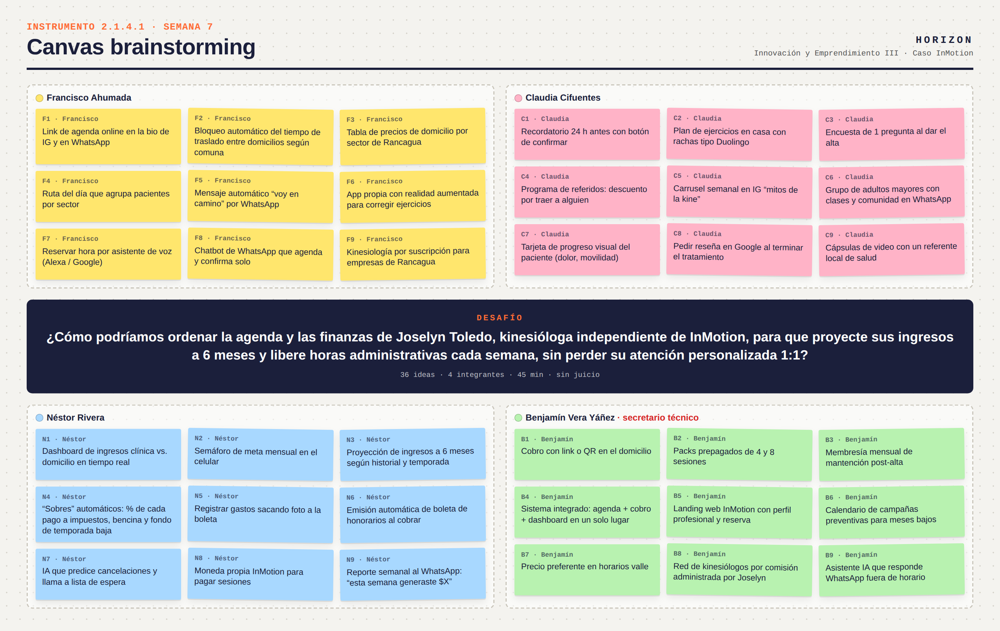 INSTRUMENTO 2.1.4.1 · SEMANA 7
Canvas brainstorming
HORIZON
Innovación y Emprendimiento III · Caso InMotion
Francisco Ahumada
F1 · Francisco
Link de agenda online en la bio de
IG y en WhatsApp
F2 · Francisco
Bloqueo automático del tiempo de
traslado entre domicilios según
comuna
F3 · Francisco
Tabla de precios de domicilio por
sector de Rancagua
F4 · Francisco
Ruta del día que agrupa pacientes
por sector
F5 · Francisco
Mensaje automático “voy en
camino” por WhatsApp
F6 · Francisco
App propia con realidad aumentada
para corregir ejercicios
F7 · Francisco
Reservar hora por asistente de voz
(Alexa / Google)
F8 · Francisco
Chatbot de WhatsApp que agenda
y confirma solo
F9 · Francisco
Kinesiología por suscripción para
empresas de Rancagua
Claudia Cifuentes
C1 · Claudia
Recordatorio 24 h antes con botón
de confirmar
C2 · Claudia
Plan de ejercicios en casa con
rachas tipo Duolingo
C3 · Claudia
Encuesta de 1 pregunta al dar el
alta
C4 · Claudia
Programa de referidos: descuento
por traer a alguien
C5 · Claudia
Carrusel semanal en IG “mitos de
la kine”
C6 · Claudia
Grupo de adultos mayores con
clases y comunidad en WhatsApp
C7 · Claudia
Tarjeta de progreso visual del
paciente (dolor, movilidad)
C8 · Claudia
Pedir reseña en Google al terminar
el tratamiento
C9 · Claudia
Cápsulas de video con un referente
local de salud
DESAFÍO
¿Cómo podríamos ordenar la agenda y las finanzas de Joselyn Toledo, kinesióloga independiente de InMotion, para que proyecte sus ingresos
a 6 meses y libere horas administrativas cada semana, sin perder su atención personalizada 1:1?
36 ideas · 4 integrantes · 45 min · sin juicio
Néstor Rivera
N1 · Néstor
Dashboard de ingresos clínica vs.
domicilio en tiempo real
N2 · Néstor
Semáforo de meta mensual en el
celular
N3 · Néstor
Proyección de ingresos a 6 meses
según historial y temporada
N4 · Néstor
“Sobres” automáticos: % de cada
pago a impuestos, bencina y fondo
de temporada baja
N5 · Néstor
Registrar gastos sacando foto a la
boleta
N6 · Néstor
Emisión automática de boleta de
honorarios al cobrar
N7 · Néstor
IA que predice cancelaciones y
llama a lista de espera
N8 · Néstor
Moneda propia InMotion para
pagar sesiones
N9 · Néstor
Reporte semanal al WhatsApp:
“esta semana generaste $X”
Benjamín Vera Yáñez · secretario técnico
B1 · Benjamín
Cobro con link o QR en el domicilio
B2 · Benjamín
Packs prepagados de 4 y 8
sesiones
B3 · Benjamín
Membresía mensual de
mantención post-alta
B4 · Benjamín
Sistema integrado: agenda + cobro
+ dashboard en un solo lugar
B5 · Benjamín
Landing web InMotion con perfil
profesional y reserva
B6 · Benjamín
Calendario de campañas
preventivas para meses bajos
B7 · Benjamín
Precio preferente en horarios valle
B8 · Benjamín
Red de kinesiólogos por comisión
administrada por Joselyn
B9 · Benjamín
Asistente IA que responde
WhatsApp fuera de horario